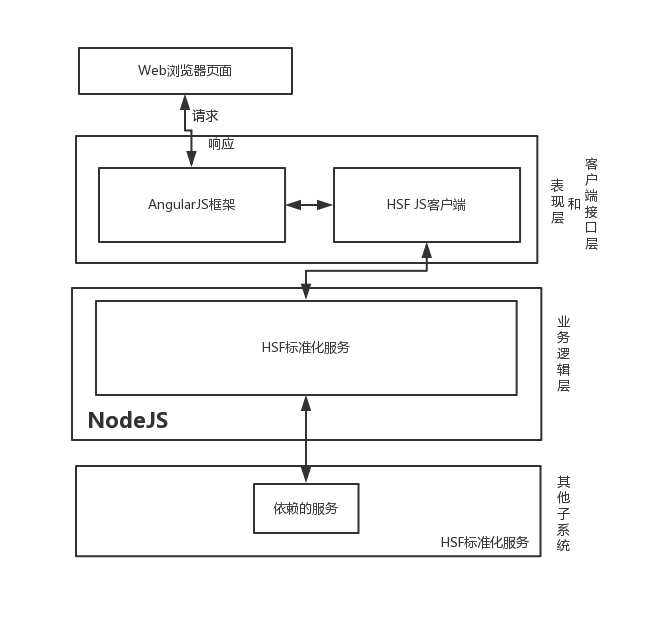 Web浏览器页面
请求
响应
AngularJS框架
HSF JS客户端
表现层
和
客户端接口层
HSF标准化服务
NodeJS
业务逻辑层
依赖的服务
HSF标准化服务
其他子系统